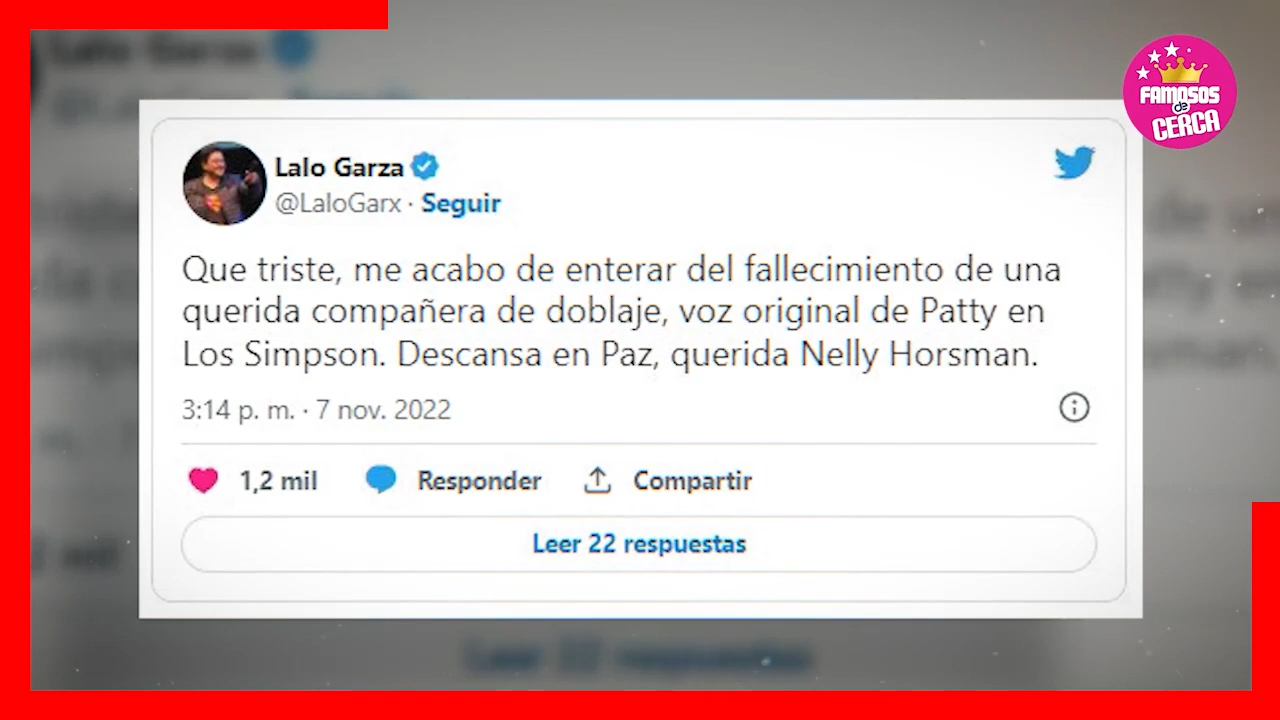 FAMOSOS
de
CERCA
Lalo Garza
@LaloGarx · Seguir
Que triste, me acabo de enterar del fallecimiento de una
querida compañera de doblaje, voz original de Patty en
Los Simpson. Descansa en Paz, querida Nelly Horsman.
3:14 p. m. · 7 nov. 2022
1,2 mil Responder Compartir
Leer 22 respuestas